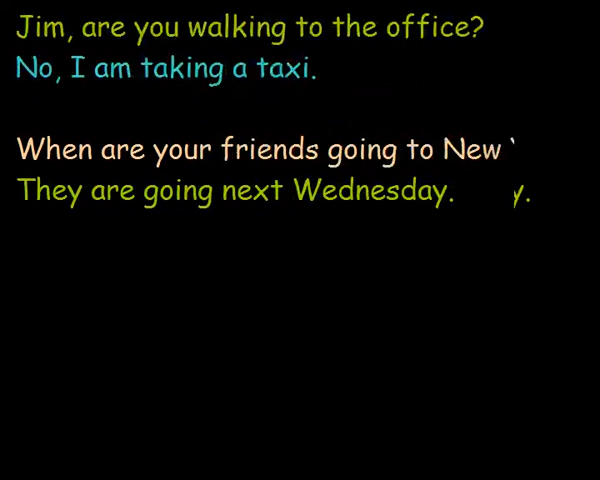 Jim, are you walking to the office?
No, I am taking a taxi.
When are your friends going to New
They are going next Wednesday.